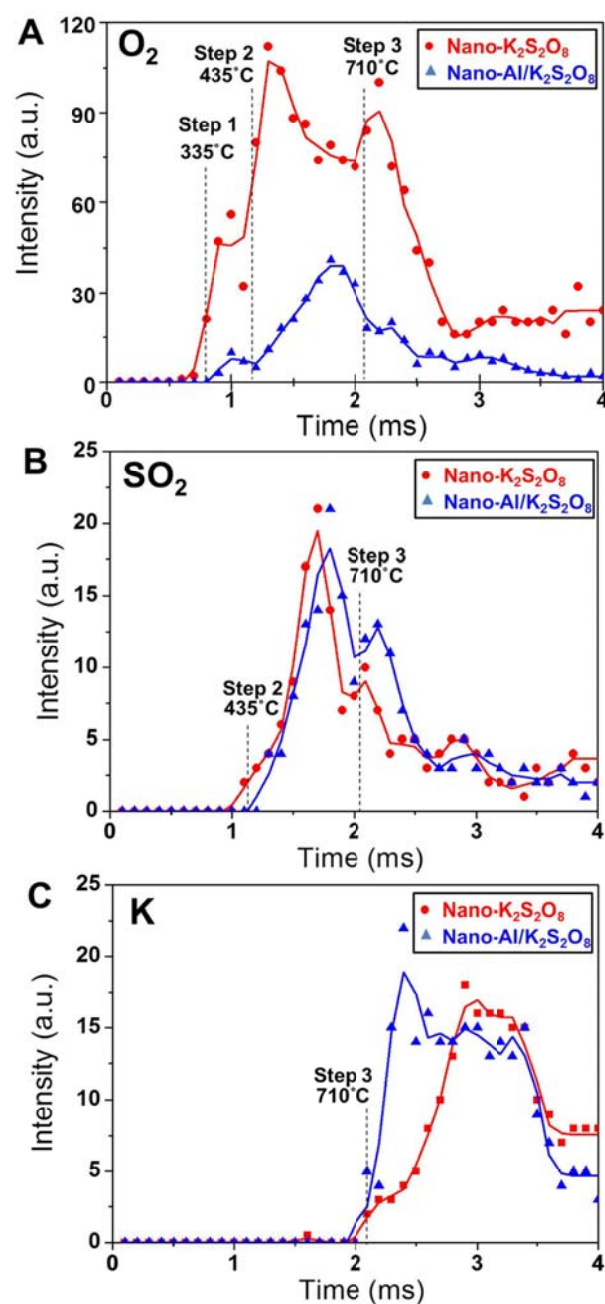 A
O₂
Step 1
335°C
Step 2
435°C
Step 3
710°C
Nano-K₂S₂O₈
Nano-Al/K₂S₂O₈
Intensity (a.u.)
120
90
60
30
0
1
2
3
4
Time (ms)
B
SO₂
Step 2
435°C
Step 3
710°C
Nano-K₂S₂O₈
Nano-Al/K₂S₂O₈
Intensity (a.u.)
25
20
15
10
5
0
0
1
2
3
4
Time (ms)
C
K
Step 3
710°C
Nano-K₂S₂O₈
Nano-Al/K₂S₂O₈
Intensity (a.u.)
25
20
15
10
5
0
0
1
2
3
4
Time (ms)